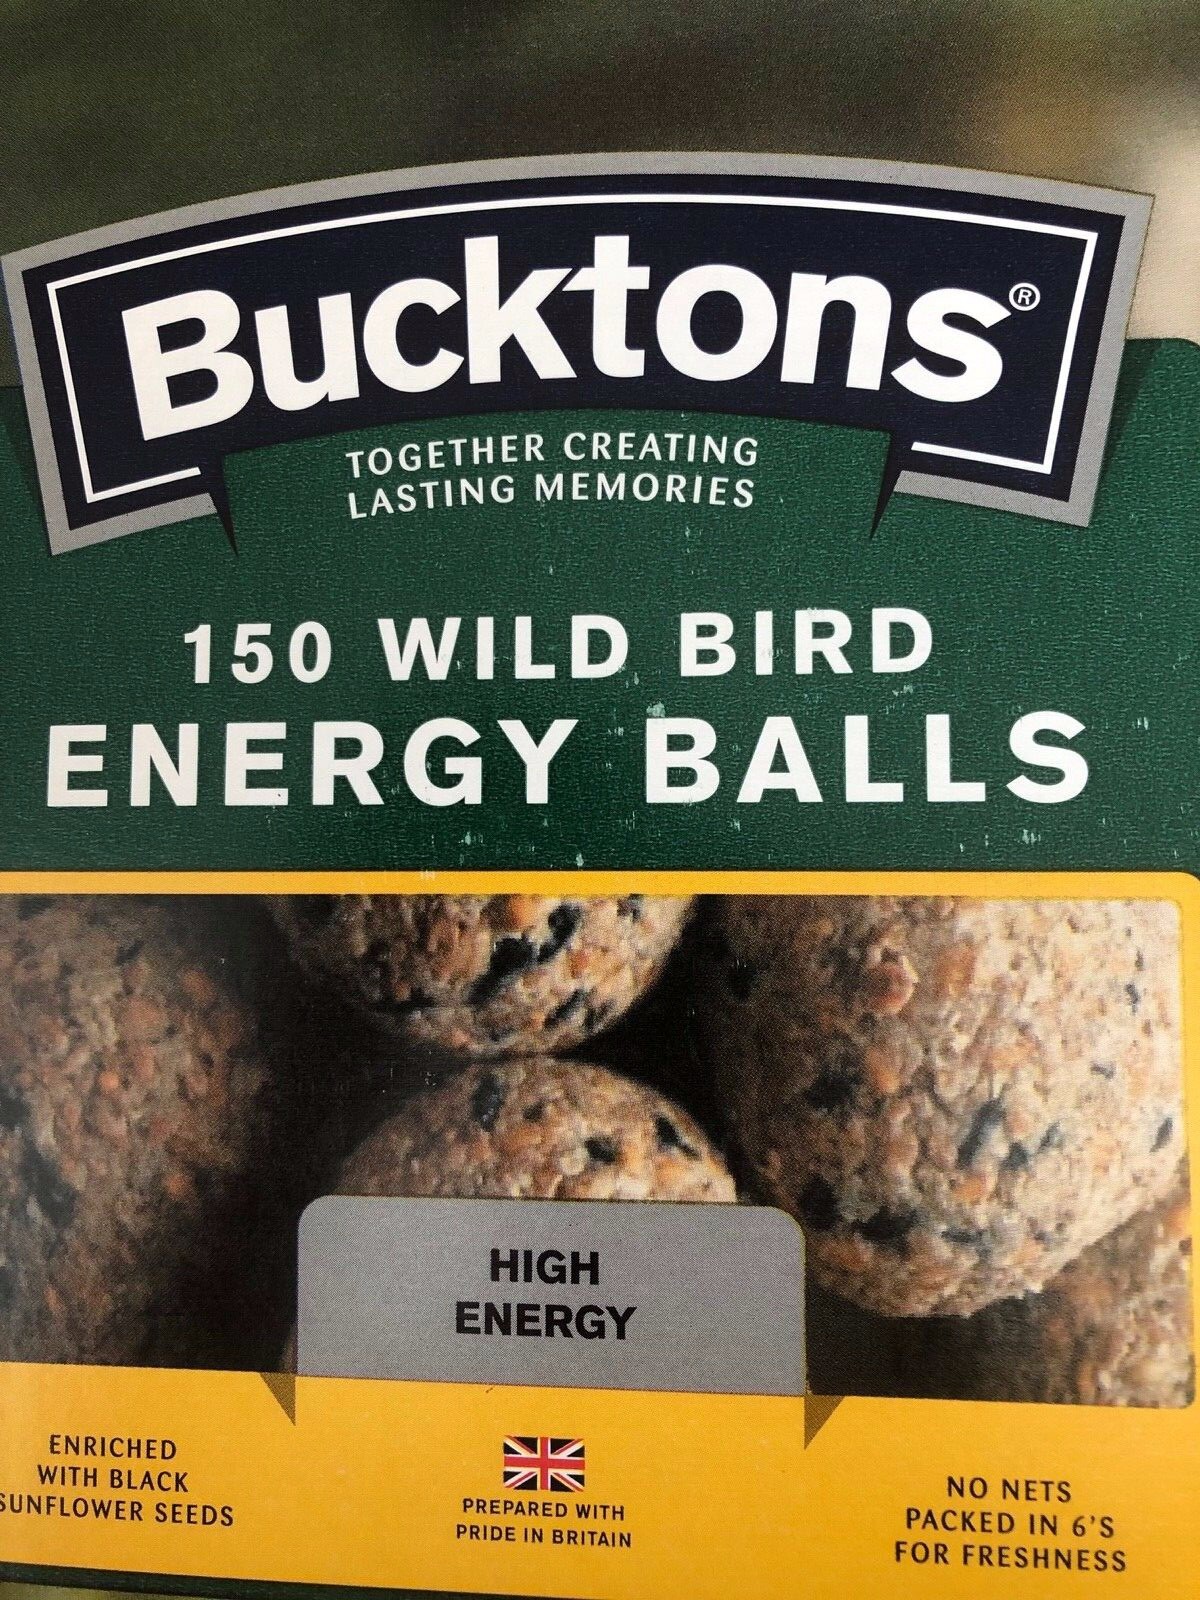 Bucktons®
TOGETHER CREATING
LASTING MEMORIES
150 WILD BIRD
ENERGY BALLS
HIGH
ENERGY
ENRICHED
WITH BLACK
SUNFLOWER SEEDS
PREPARED WITH
PRIDE IN BRITAIN
NO NETS
PACKED IN 6'S
FOR FRESHNESS